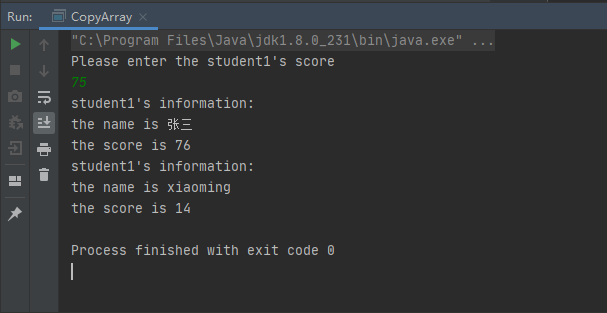 Run: CopyArray
"C:\Program Files\Java\jdk1.8.0_231\bin\java.exe" ...
Please enter the student1's score
75
student1's information:
the name is 张三
the score is 76
student1's information:
the name is xiaoming
the score is 14
Process finished with exit code 0